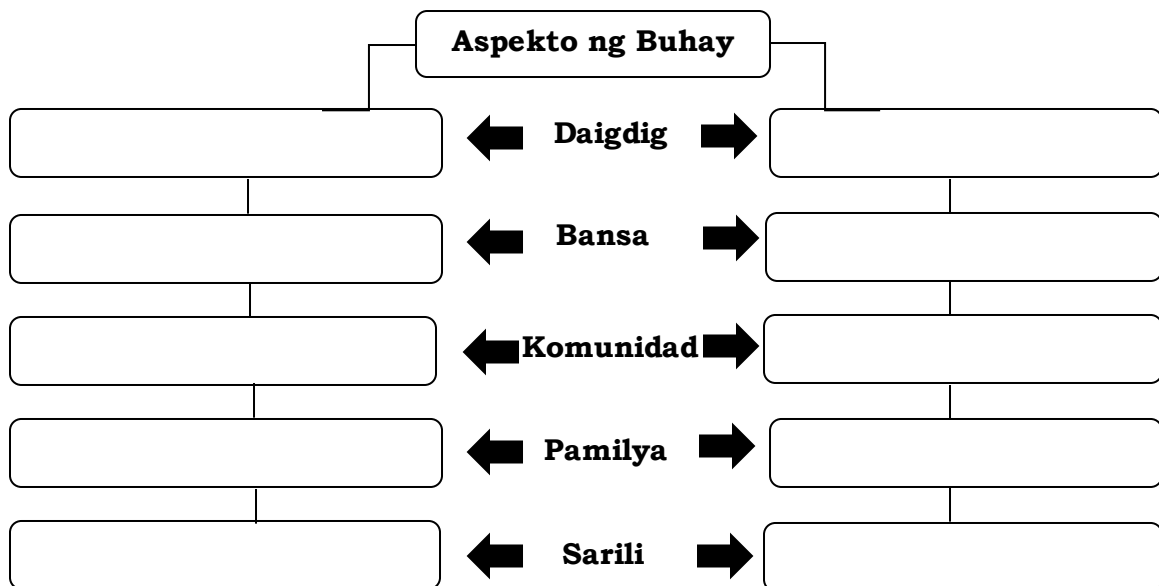 Aspekto ng Buhay
Daigdig
Bansa
Komunidad
Pamilya
Sarili